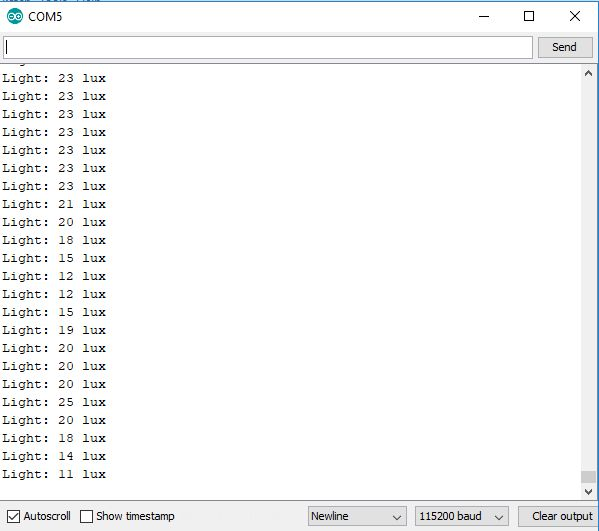 COM5
Send
Light: 23 lux
Light: 23 lux
Light: 23 lux
Light: 23 lux
Light: 23 lux
Light: 23 lux
Light: 23 lux
Light: 21 lux
Light: 20 lux
Light: 18 lux
Light: 15 lux
Light: 12 lux
Light: 12 lux
Light: 15 lux
Light: 19 lux
Light: 20 lux
Light: 20 lux
Light: 20 lux
Light: 25 lux
Light: 20 lux
Light: 18 lux
Light: 14 lux
Light: 11 lux
Autoscroll Show timestamp Newline 115200 baud Clear output